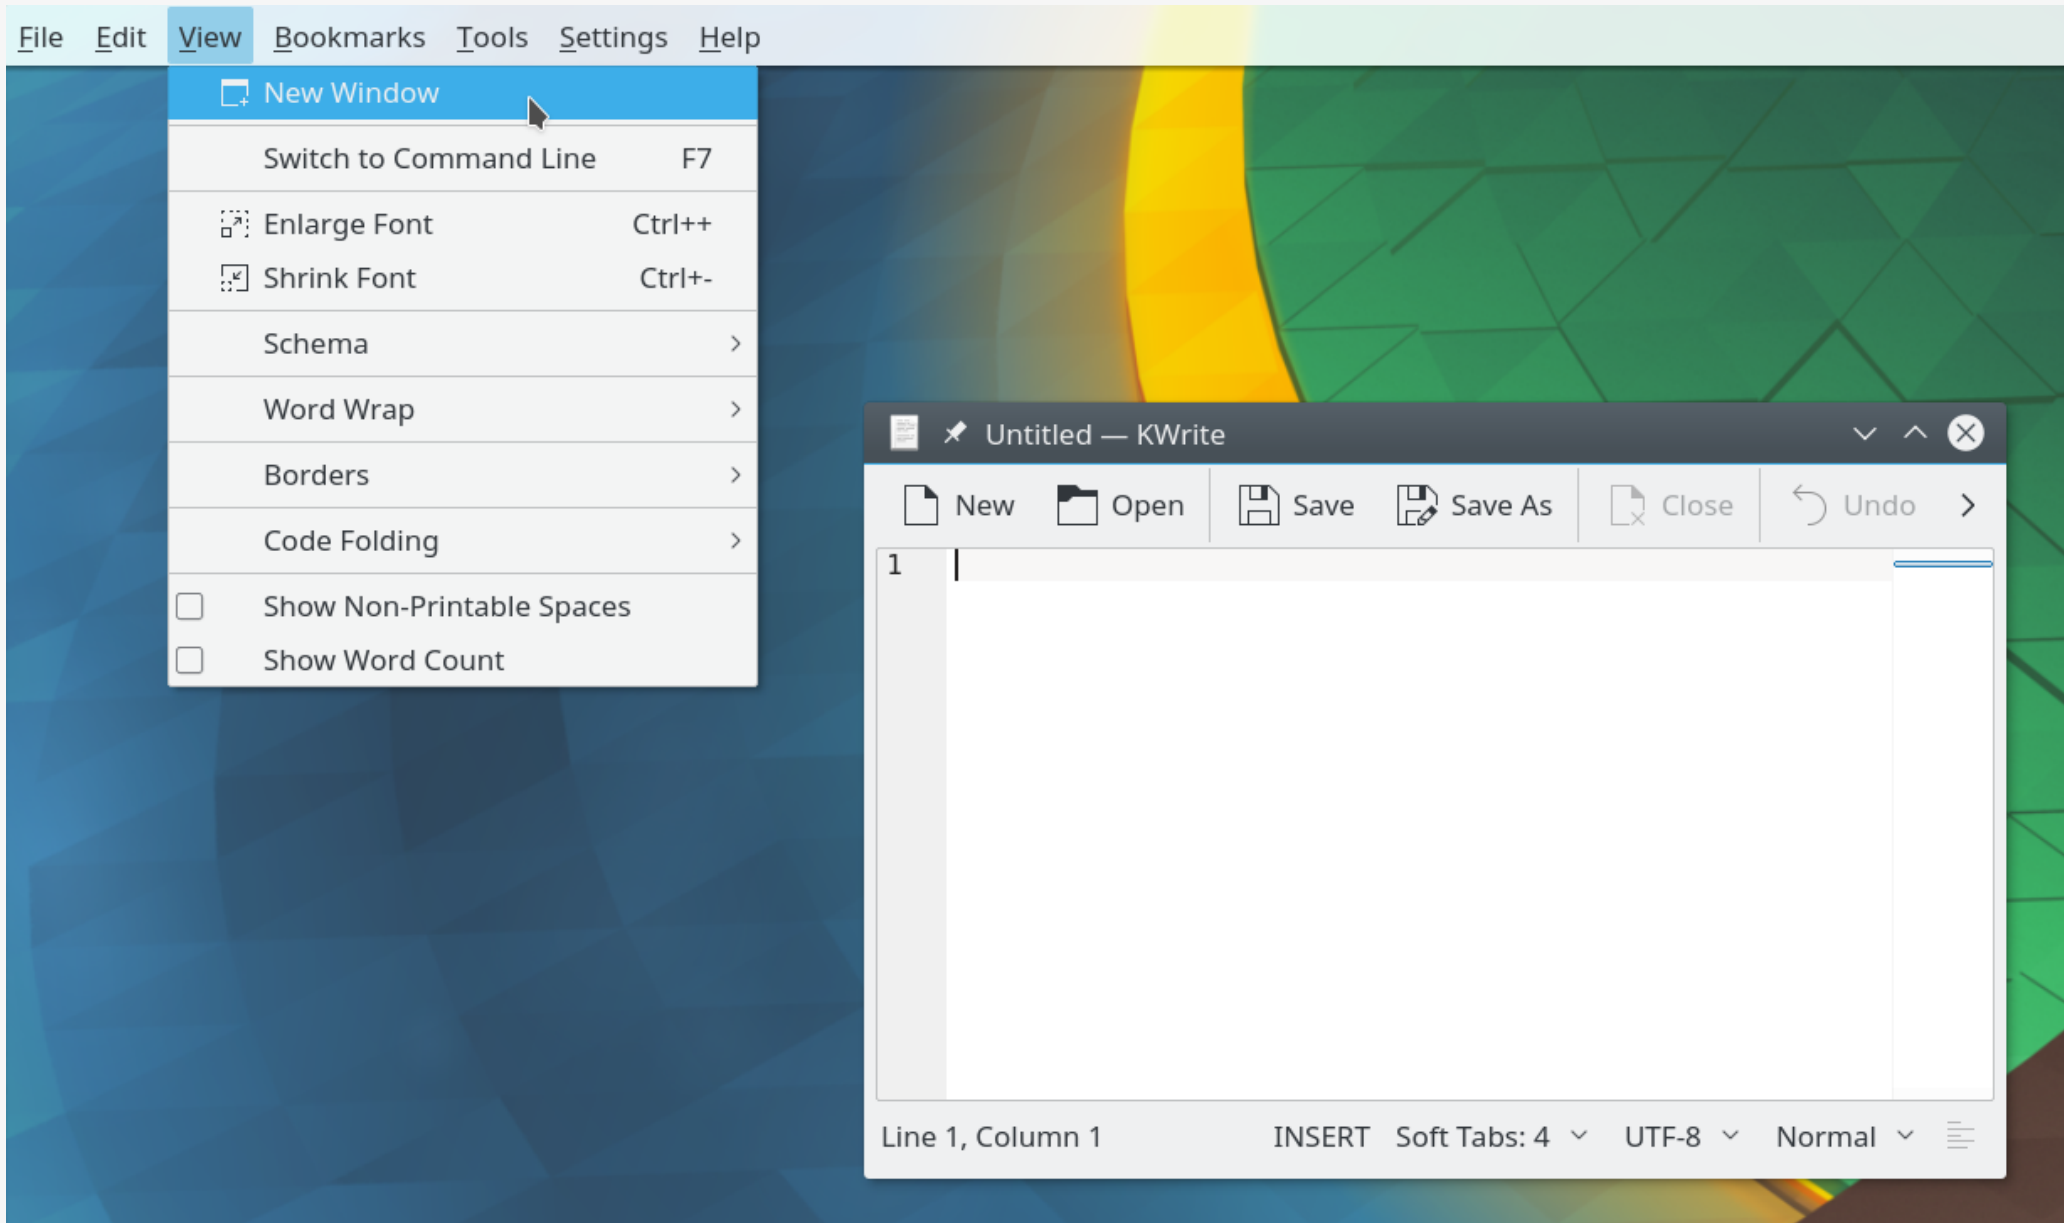 File Edit View Bookmarks Tools Settings Help
New Window
Switch to Command Line F7
Enlarge Font Ctrl++
Shrink Font Ctrl+-
Schema
Word Wrap
Borders
Code Folding
Show Non-Printable Spaces
Show Word Count
Untitled — KWrite
New Open Save Save As Close Undo
1
Line 1, Column 1 INSERT Soft Tabs: 4 UTF-8 Normal